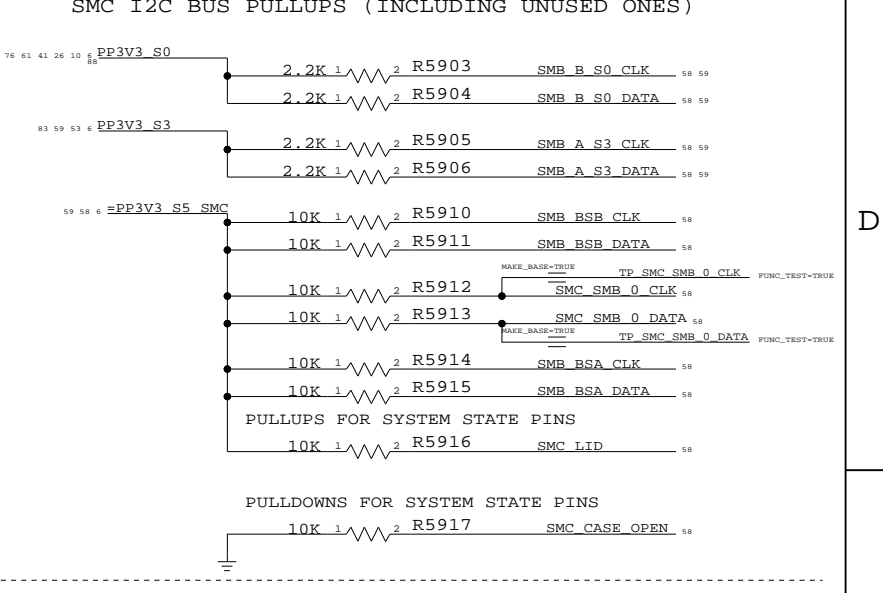 SMC I2C BUS PULLUPS (INCLUDING UNUSED ONES)
76 61 41 26 10 6 PP3V3_S0
88
2.2K 1 2 R5903 SMB_B_S0_CLK 58 59
2.2K 1 2 R5904 SMB_B_S0_DATA 58 59
83 59 53 6 PP3V3_S3
2.2K 1 2 R5905 SMB_A_S3_CLK 58 59
2.2K 1 2 R5906 SMB_A_S3_DATA 58 59
59 58 6 =PP3V3_S5_SMC
10K 1 2 R5910 SMB_BSB_CLK 58
D
10K 1 2 R5911 SMB_BSB_DATA 58
MAKE_BASE=TRUE TP_SMC_SMB_0_CLK FUNC_TEST=TRUE
10K 1 2 R5912 SMC_SMB_0_CLK 58
10K 1 2 R5913 SMC_SMB_0_DATA 58
MAKE_BASE=TRUE TP_SMC_SMB_0_DATA FUNC_TEST=TRUE
10K 1 2 R5914 SMB_BSA_CLK 58
10K 1 2 R5915 SMB_BSA_DATA 58
PULLUPS FOR SYSTEM STATE PINS
10K 1 2 R5916 SMC_LID 58
PULLDOWNS FOR SYSTEM STATE PINS
10K 1 2 R5917 SMC_CASE_OPEN 58